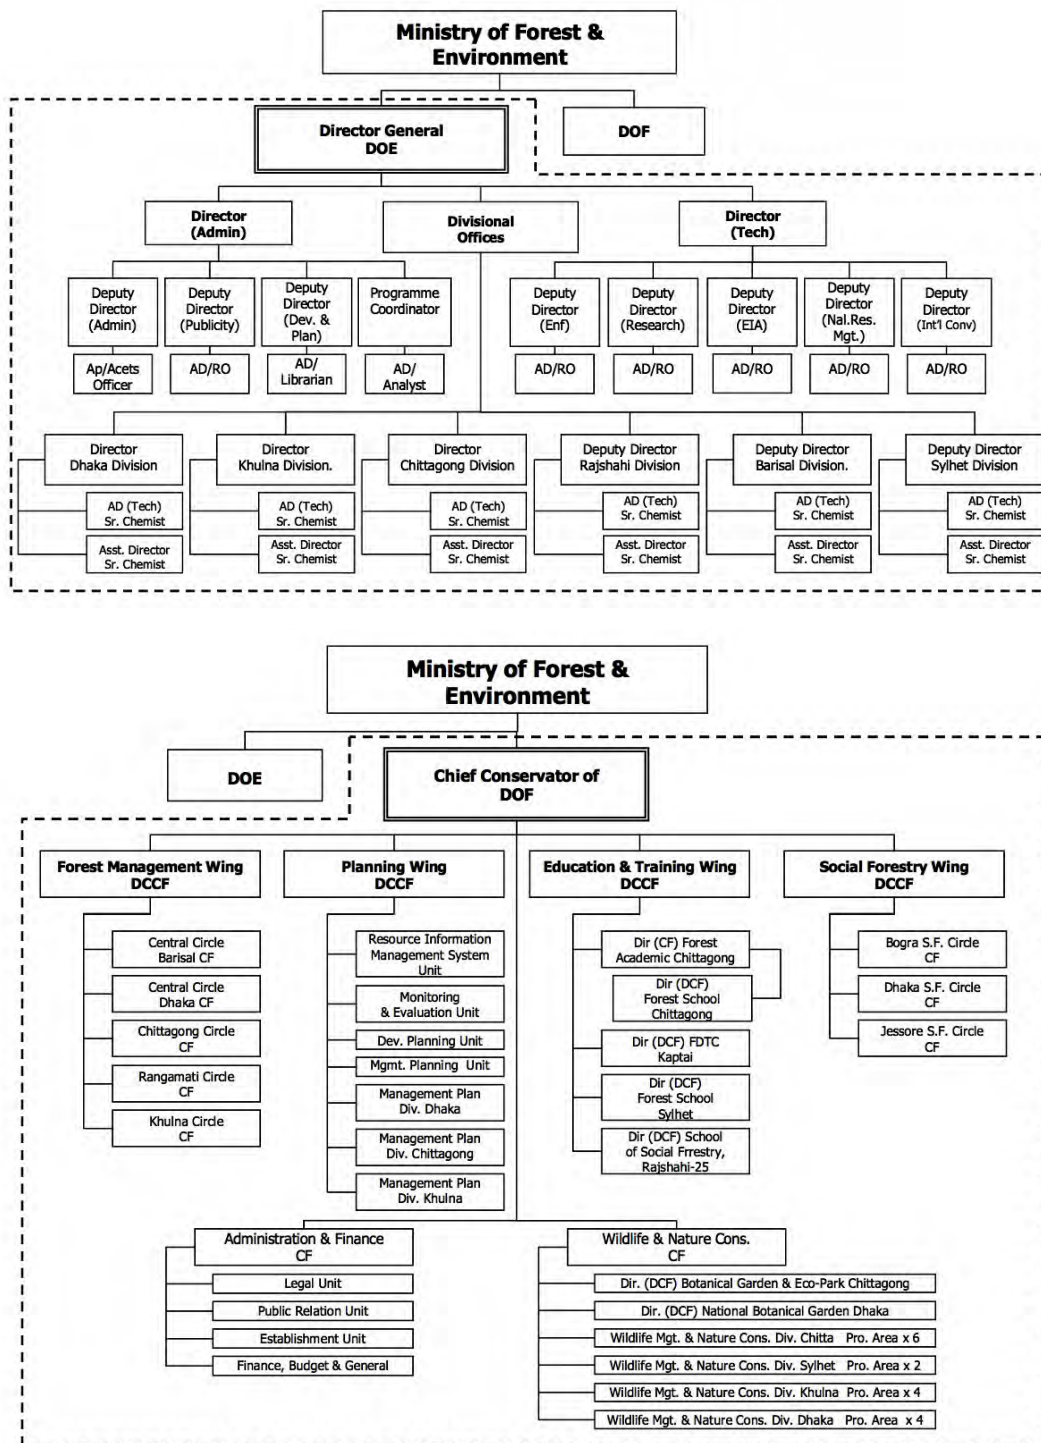 Ministry of Forest &
Environment
Director General
DOE
DOF
Director
(Admin)
Divisional
Offices
Director
(Tech)
Deputy
Director
(Admin)
Deputy
Director
(Publicity)
Deputy
Director
(Dev. &
Plan)
Programme
Coordinator
Deputy
Director
(Enf)
Deputy
Director
(Research)
Deputy
Director
(EIA)
Deputy
Director
(Nal.Res.
Mgt.)
Deputy
Director
(Int'l Conv)
Ap/Acets
Officer
AD/RO
AD/
Librarian
AD/
Analyst
AD/RO
AD/RO
AD/RO
AD/RO
AD/RO
Director
Dhaka Division
Director
Khulna Division.
Director
Chittagong Division
Deputy Director
Rajshahi Division
Deputy Director
Barisal Division.
Deputy Director
Sylhet Division
AD (Tech)
Sr. Chemist
AD (Tech)
Sr. Chemist
AD (Tech)
Sr. Chemist
AD (Tech)
Sr. Chemist
AD (Tech)
Sr. Chemist
AD (Tech)
Sr. Chemist
Asst. Director
Sr. Chemist
Asst. Director
Sr. Chemist
Asst. Director
Sr. Chemist
Asst. Director
Sr. Chemist
Asst. Director
Sr. Chemist
Asst. Director
Sr. Chemist
Ministry of Forest &
Environment
DOE
Chief Conservator of
DOF
Forest Management Wing
DCCF
Planning Wing
DCCF
Education & Training Wing
DCCF
Social Forestry Wing
DCCF
Central Circle
Barisal CF
Central Circle
Dhaka CF
Chittagong Circle
CF
Rangamati Circle
CF
Khulna Circle
CF
Resource Information
Management System
Unit
Monitoring
& Evaluation Unit
Dev. Planning Unit
Mgmt. Planning Unit
Management Plan
Div. Dhaka
Management Plan
Div. Chittagong
Management Plan
Div. Khulna
Dir (CF) Forest
Academic Chittagong
Dir (DCF)
Forest School
Chittagong
Dir (DCF) FDTC
Kaptai
Dir (DCF)
Forest School
Sylhet
Dir (DCF) School
of Social Frrestry,
Rajshahi-25
Bogra S.F. Circle
CF
Dhaka S.F. Circle
CF
Jessore S.F. Circle
CF
Administration & Finance
CF
Legal Unit
Public Relation Unit
Establishment Unit
Finance, Budget & General
Wildlife & Nature Cons.
CF
Dir. (DCF) Botanical Garden & Eco-Park Chittagong
Dir. (DCF) National Botanical Garden Dhaka
Wildlife Mgt. & Nature Cons. Div. Chitta Pro. Area x 6
Wildlife Mgt. & Nature Cons. Div. Sylhet Pro. Area x 2
Wildlife Mgt. & Nature Cons. Div. Khulna Pro. Area x 4
Wildlife Mgt. & Nature Cons. Div. Dhaka Pro. Area x 4